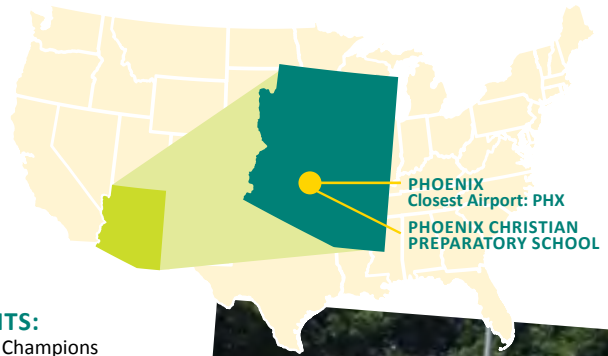 PHOENIX
Closest Airport: PHX
PHOENIX CHRISTIAN
PREPARATORY SCHOOL
Champions